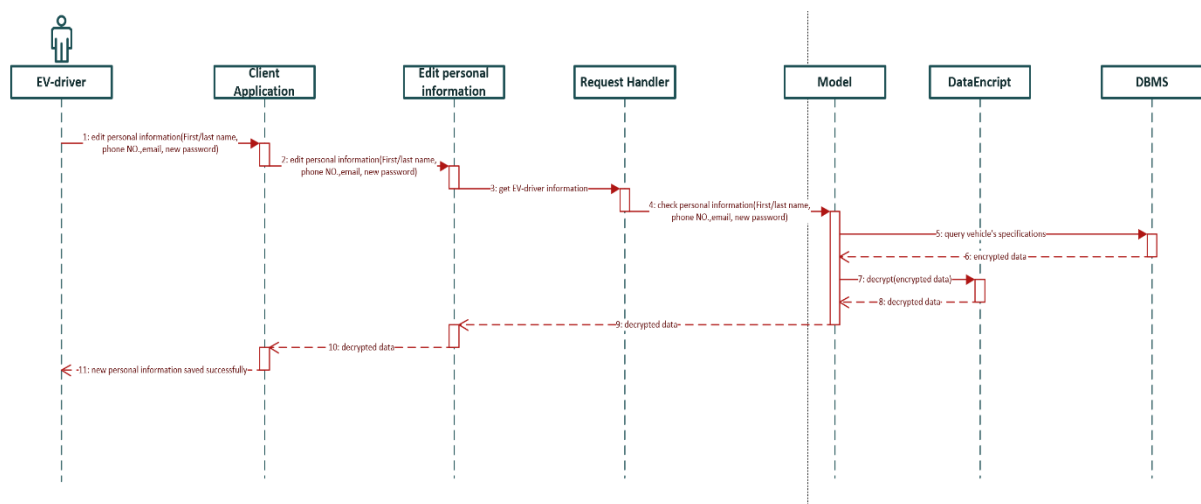 EV-driver
Client
Application
Edit personal
information
Request Handler
Model
DataEncript
DBMS
1: edit personal information(First/last name,
phone NO.,email, new password)
2: edit personal information(First/last name,
phone NO.,email, new password)
3: get EV-driver information
4: check personal information(First/last name,
phone NO.,email, new password)
5: query vehicle's specifications
6: encrypted data
7: decrypt(encrypted data)
8: decrypted data
9: decrypted data
10: decrypted data
11: new personal information saved successfully